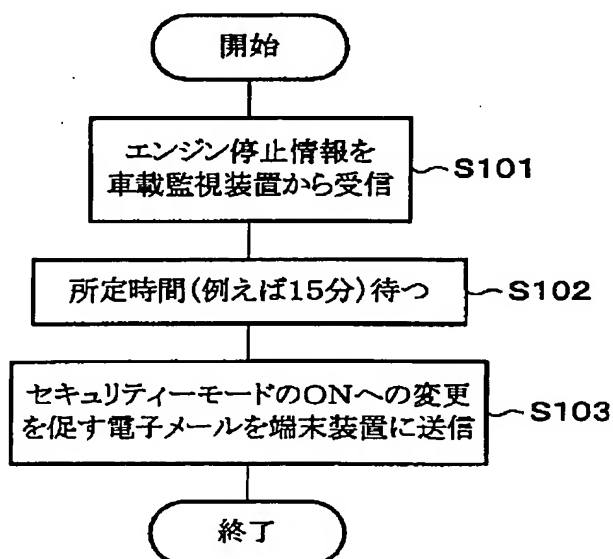 開始
エンジン停止情報を
車載監視装置から受信
S101
所定時間(例えば15分)待つ
S102
セキュリティーモードのONへの変更
を促す電子メールを端末装置に送信
S103
終了